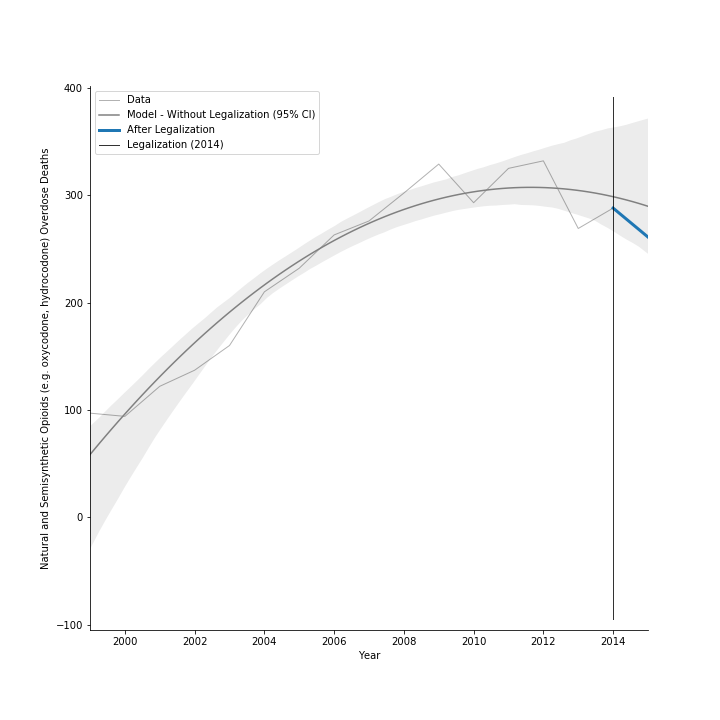 Data
Model - Without Legalization (95% CI)
After Legalization
Legalization (2014)
Natural and Semisynthetic Opioids (e.g. oxycodone, hydrocodone) Overdose Deaths
400
300
200
100
0
−100
2000 2002 2004 2006 2008 2010 2012 2014
Year